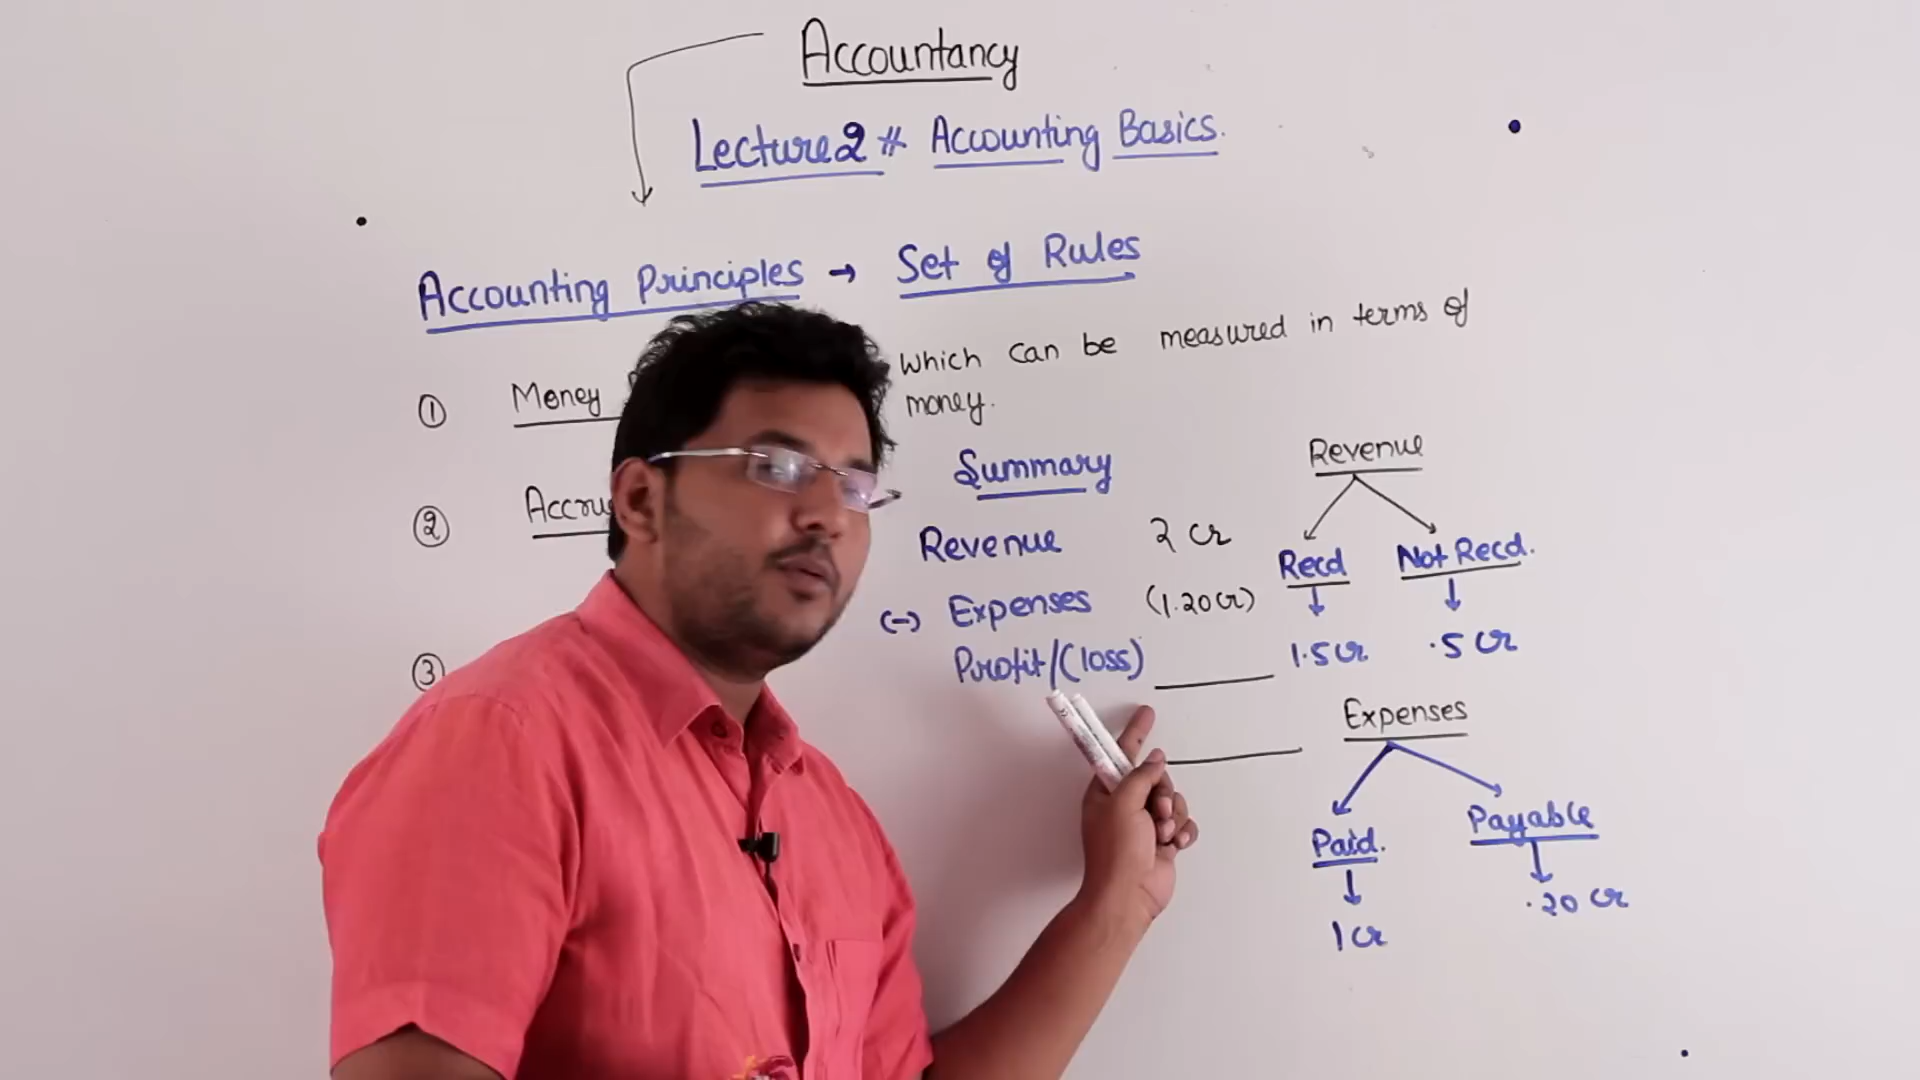 Accountancy
Lecture 2 # Accounting Basics.
Accounting Principles → Set of Rules
① Money
which can be measured in terms of
money.
② Accru
③
Summary
Revenue 2 Cr
(-) Expenses (1.20 Cr)
Profit/(loss)
Revenue
Recd Not Recd.
1.5 Cr .5 Cr
Expenses
Paid. Payable
1 Cr .20 Cr